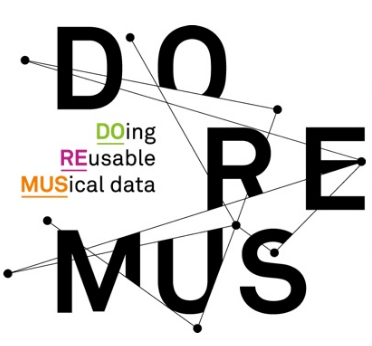 DO
DOing
REusable
MUSical data
RE
MUS